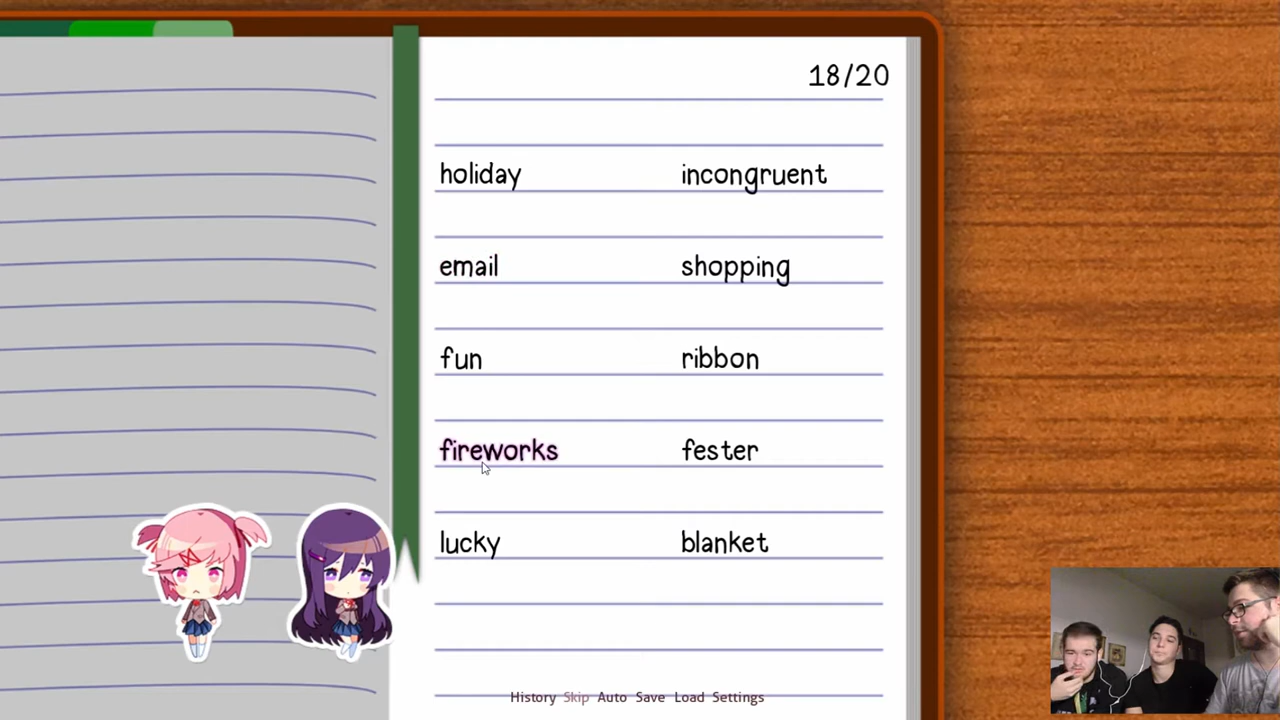 18/20
holiday incongruent
email shopping
fun ribbon
fireworks fester
lucky blanket
History Skip Auto Save Load Settings